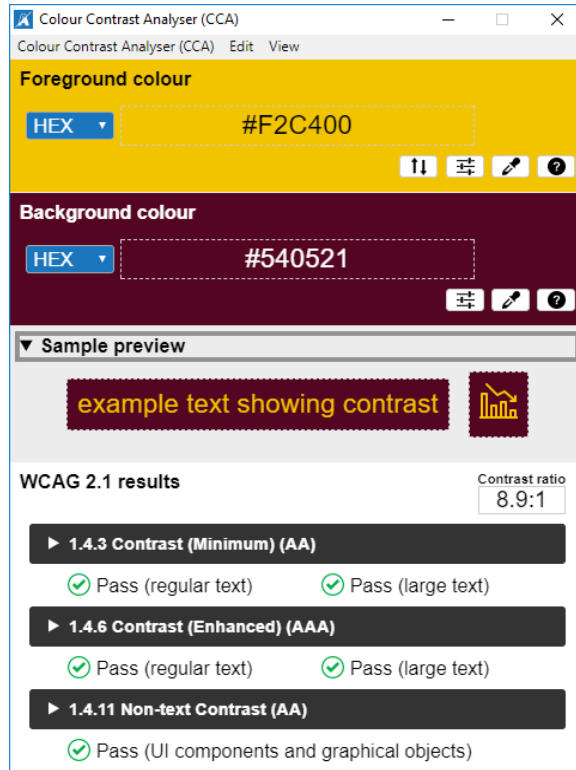 Colour Contrast Analyser (CCA)
Colour Contrast Analyser (CCA) Edit View
Foreground colour
HEX #F2C400
Background colour
HEX #540521
Sample preview
example text showing contrast
WCAG 2.1 results
Contrast ratio
8.9:1
1.4.3 Contrast (Minimum) (AA)
Pass (regular text) Pass (large text)
1.4.6 Contrast (Enhanced) (AAA)
Pass (regular text) Pass (large text)
1.4.11 Non-text Contrast (AA)
Pass (UI components and graphical objects)